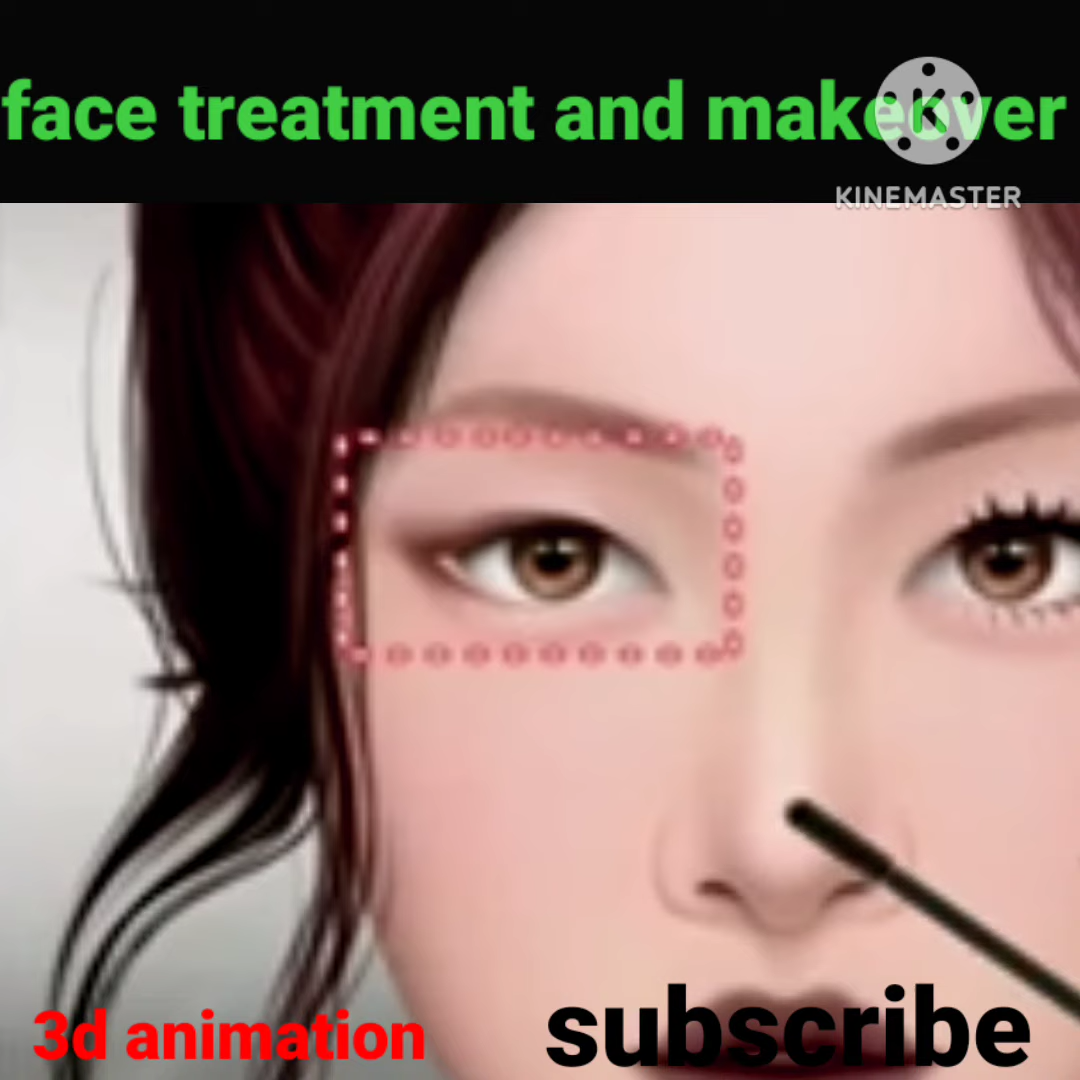 face treatment and makeover
K
KINEMASTER
3d animation
subscribe